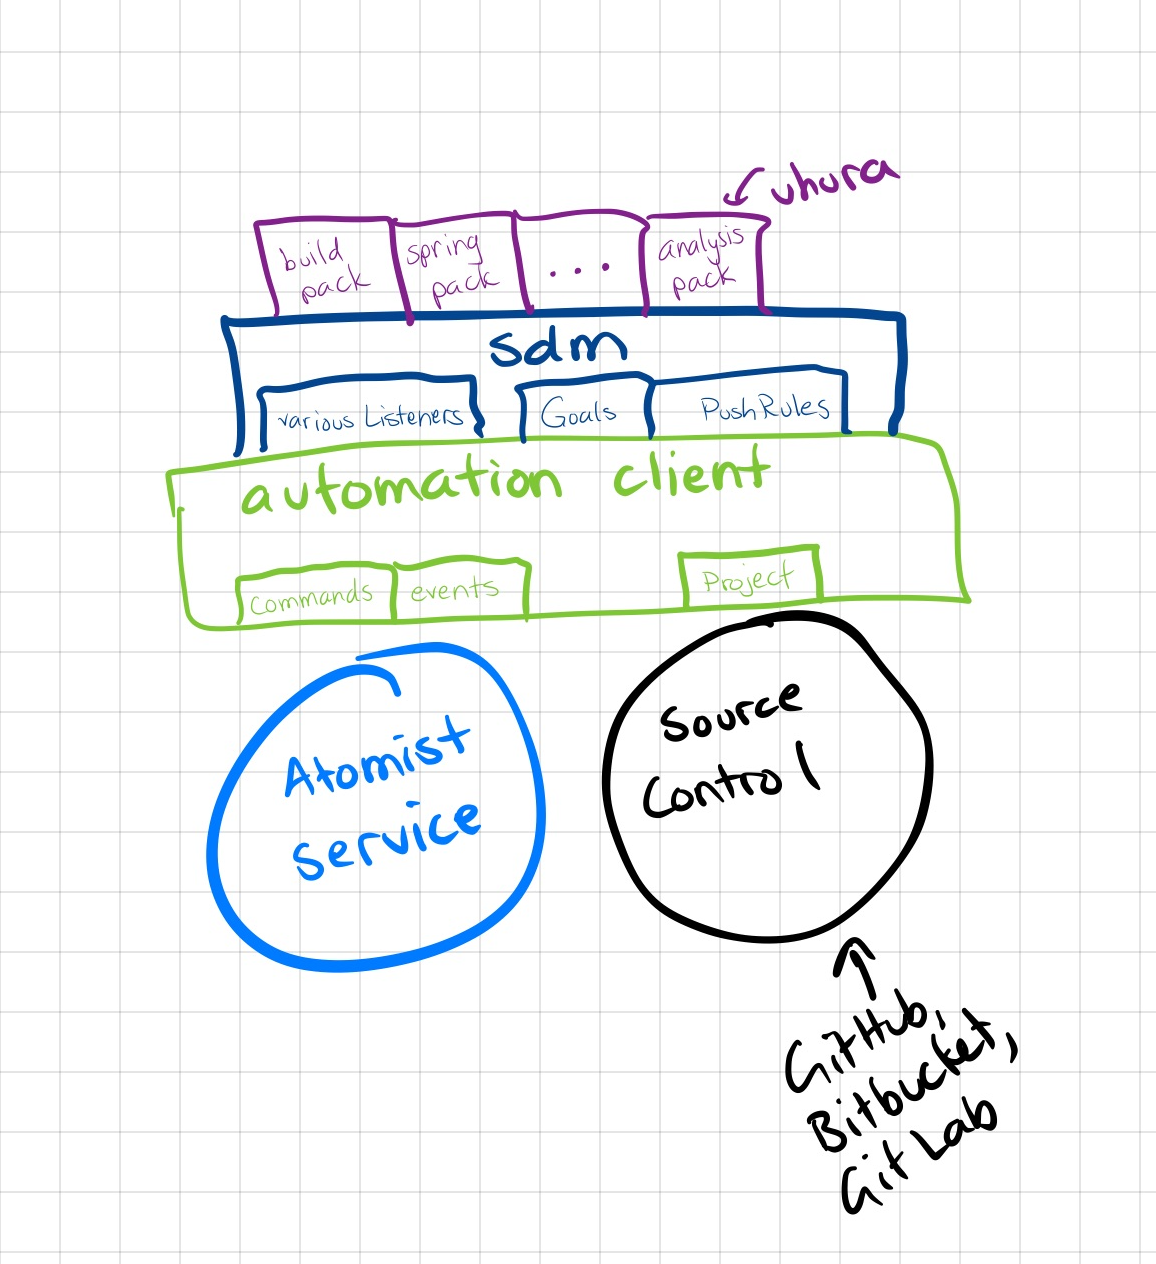 uhura
build
pack
spring
pack
...
analysis
pack
sdm
various Listeners
Goals
PushRules
automation client
Commands
events
Project
Atomist
service
Source
Control
GitHub,
Bitbucket,
GitLab